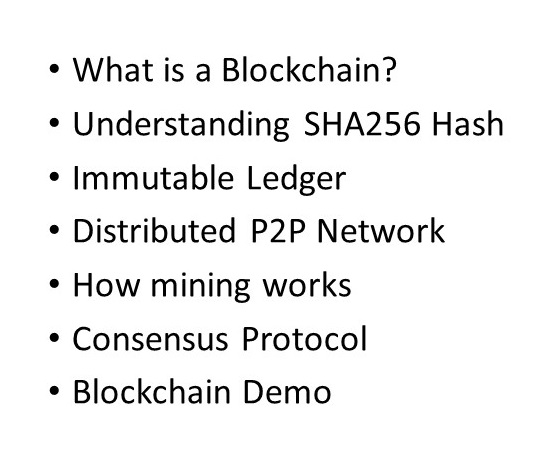 • What is a Blockchain?
• Understanding SHA256 Hash
• Immutable Ledger
• Distributed P2P Network
• How mining works
• Consensus Protocol
• Blockchain Demo